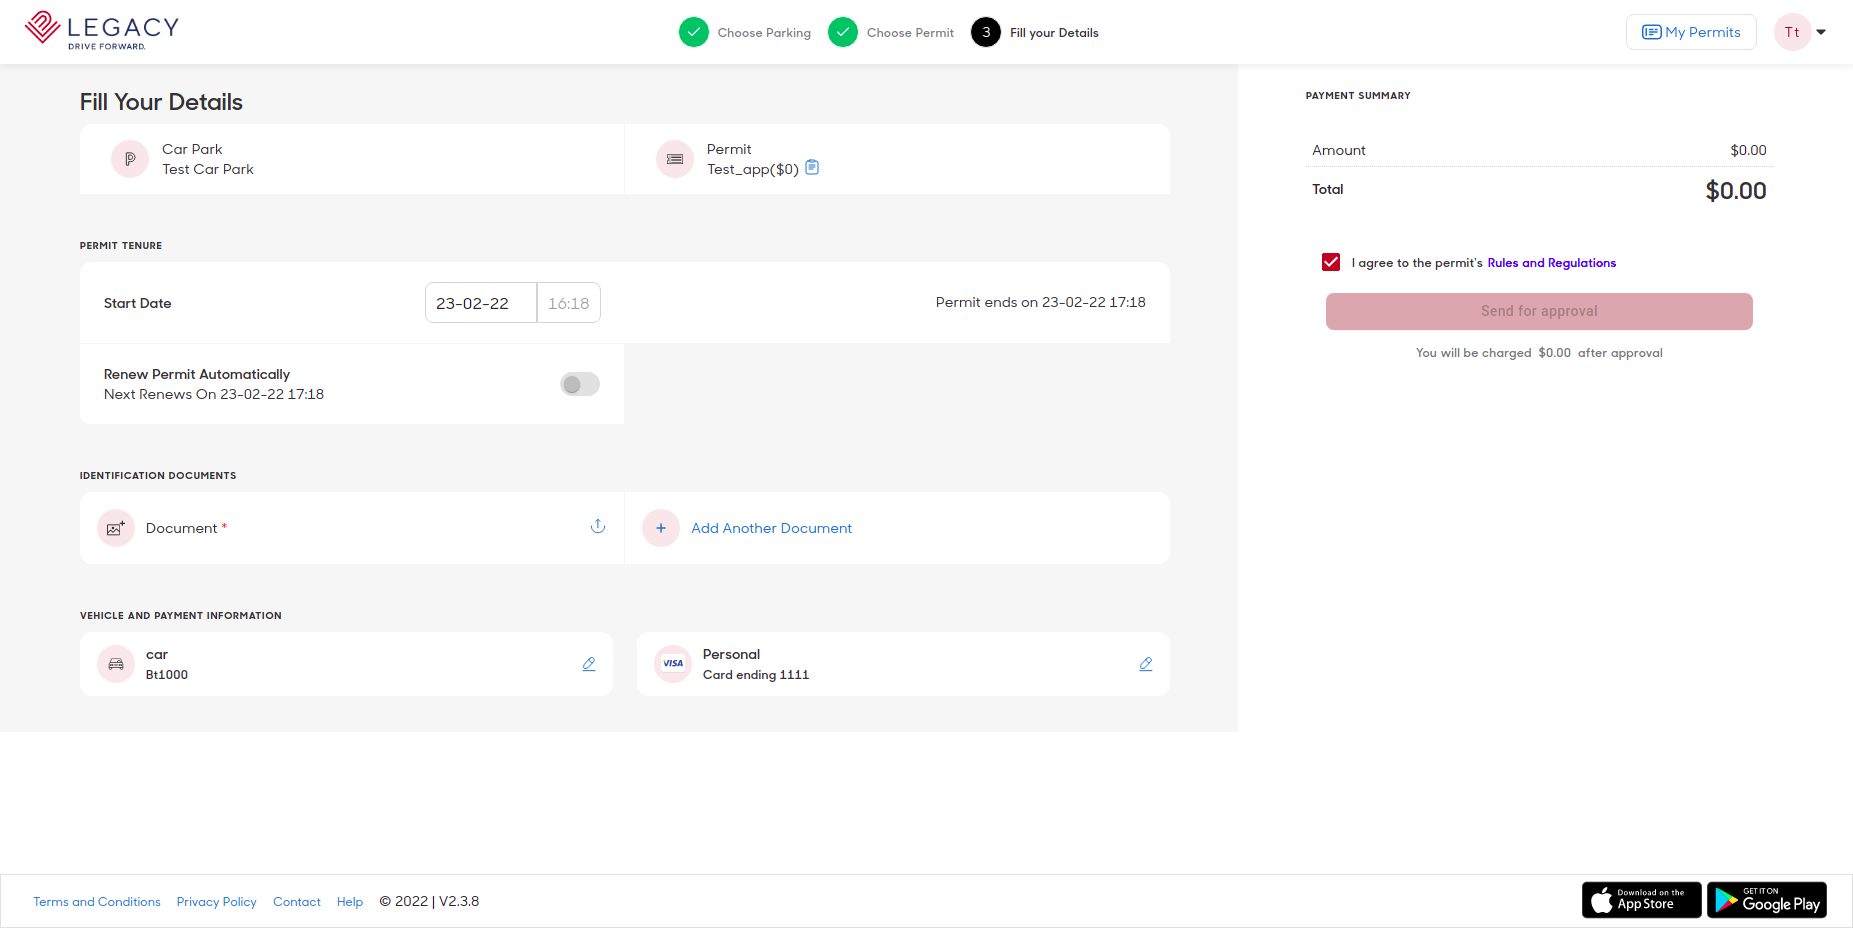 LEGACY
DRIVE FORWARD.
Choose Parking
Choose Permit
3 Fill your Details
My Permits
Tt
Fill Your Details
Car Park
Test Car Park
Permit
Test_app($0)
PERMIT TENURE
Start Date
23-02-22
16:18
Permit ends on 23-02-22 17:18
Renew Permit Automatically
Next Renews On 23-02-22 17:18
IDENTIFICATION DOCUMENTS
Document *
+ Add Another Document
VEHICLE AND PAYMENT INFORMATION
car
Bt1000
VISA
Personal
Card ending 1111
PAYMENT SUMMARY
Amount $0.00
Total $0.00
I agree to the permit's Rules and Regulations
Send for approval
You will be charged $0.00 after approval
Terms and Conditions Privacy Policy Contact Help © 2022 | V2.3.8
Download on the
App Store
GET IT ON
Google Play